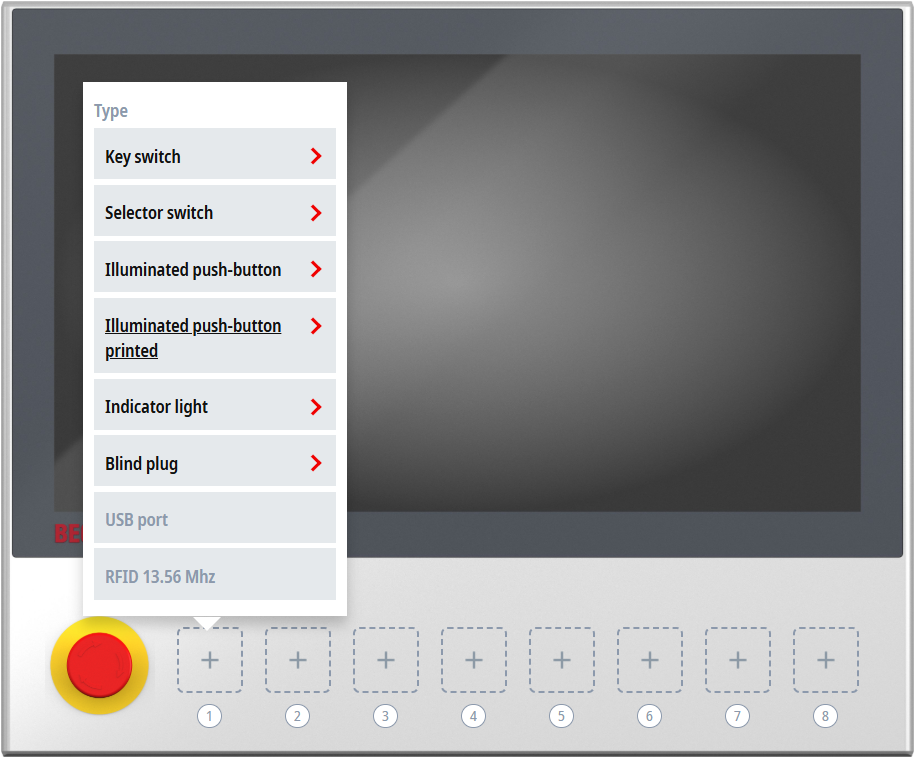 Type
Key switch
Selector switch
Illuminated push-button
Illuminated push-button
printed
Indicator light
Blind plug
USB port
RFID 13.56 Mhz
BE
1 2 3 4 5 6 7 8